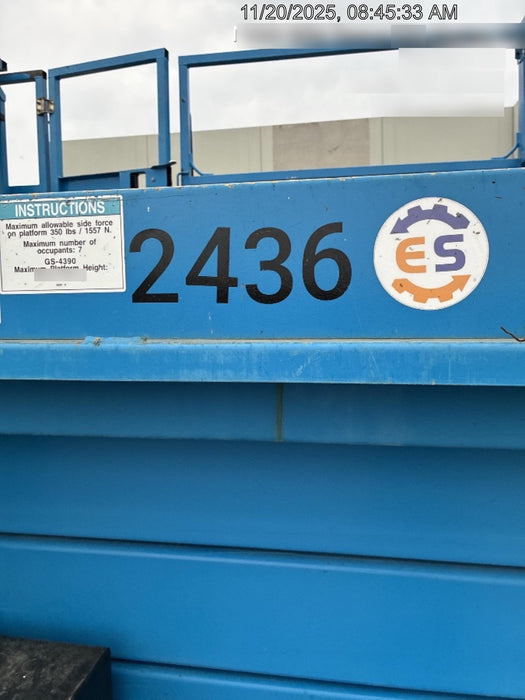 11/20/2025, 08:45:33 AM
INSTRUCTIONS
Maximum allowable side force
on platform 350 lbs / 1557 N.
Maximum number of
occupants: 7
GS-4390
Maximum Platform Height:
2436
ES